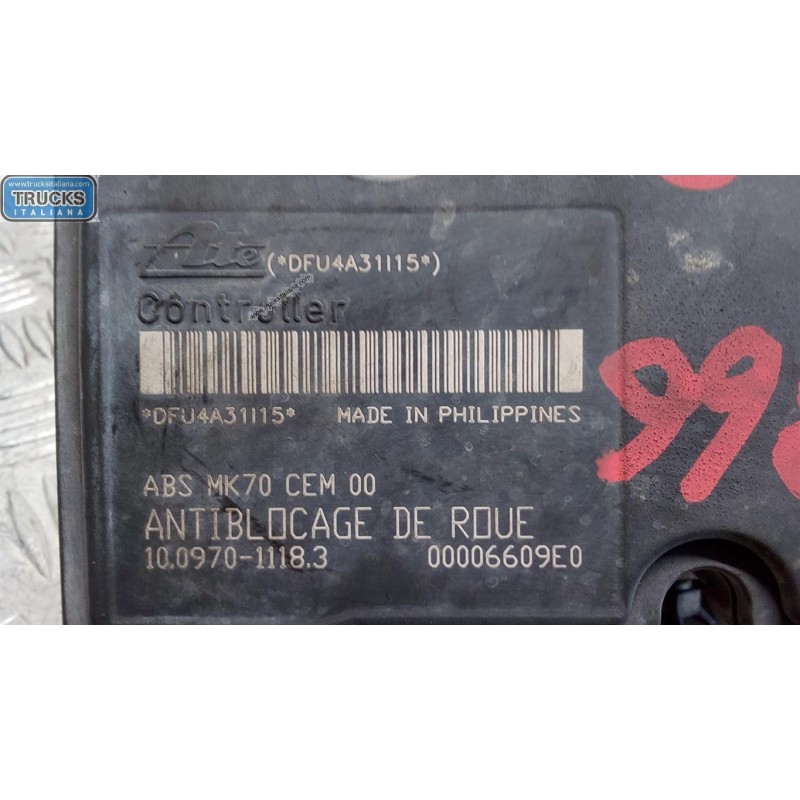 www.trucksitaliana.com
TRUCKS
ITALIANA
Ate (*DFU4A31115*)
Controller
*DFU4A31115* MADE IN PHILIPPINES
ABS MK70 CEM 00
ANTIBLOCAGE DE ROUE
10.0970-1118.3 00006609E0